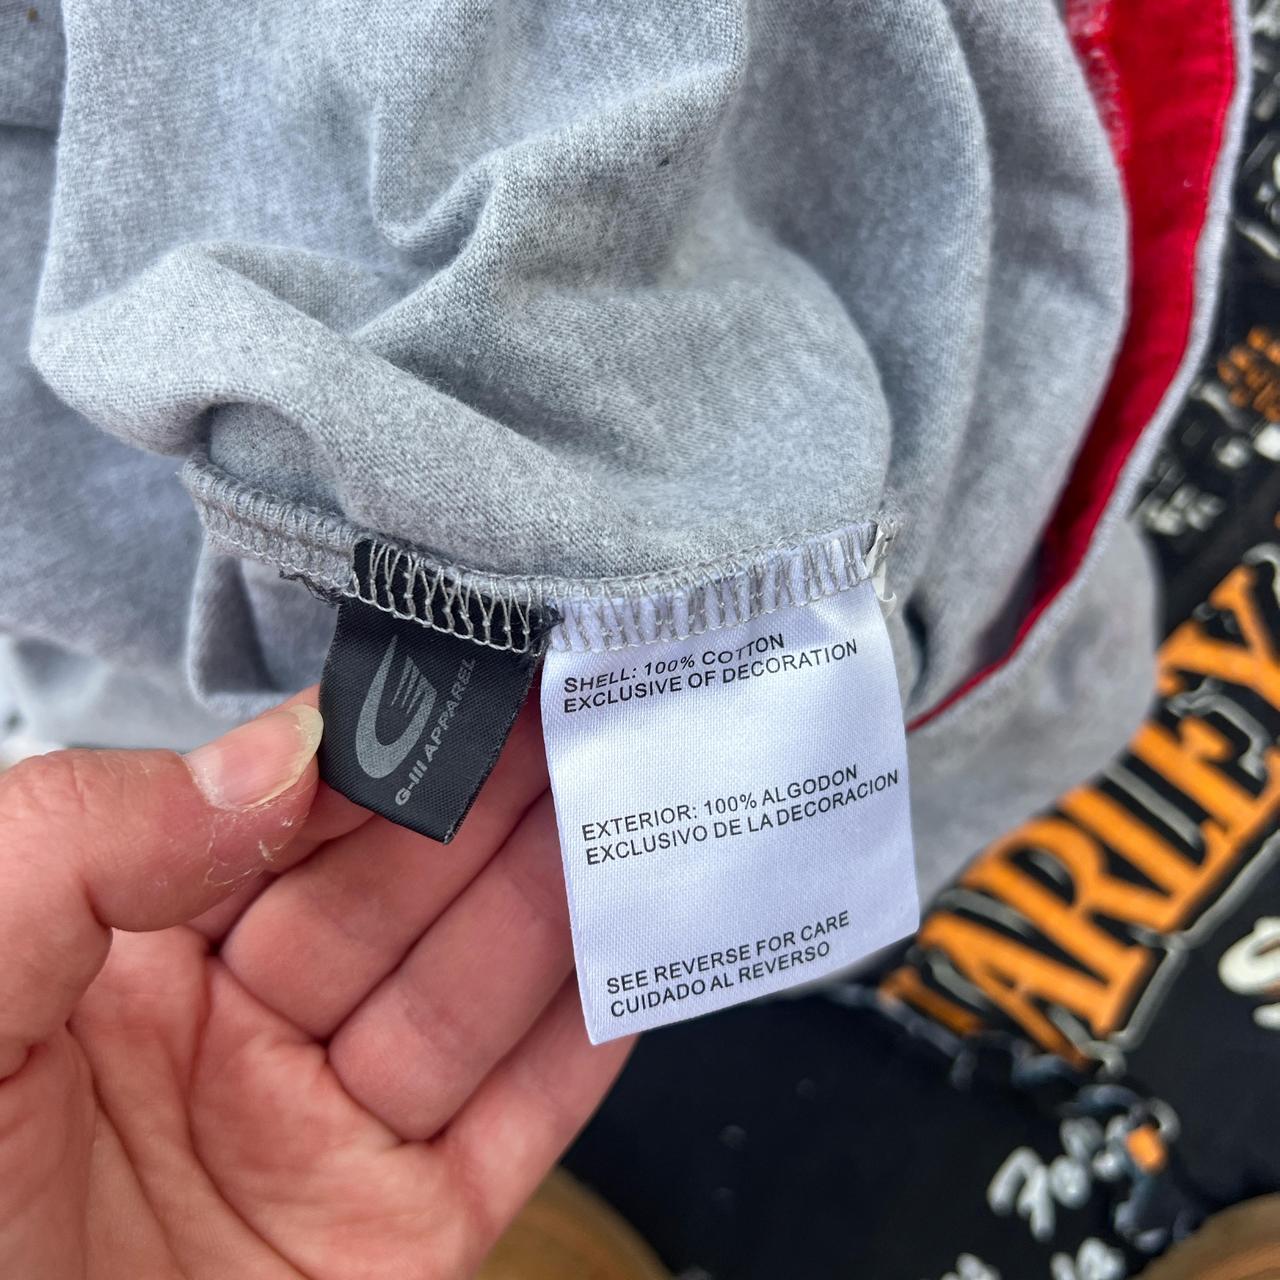 G-III APPAREL
SHELL: 100% COTTON
EXCLUSIVE OF DECORATION
EXTERIOR: 100% ALGODON
EXCLUSIVO DE LA DECORACION
SEE REVERSE FOR CARE
CUIDADO AL REVERSO
ARLEY